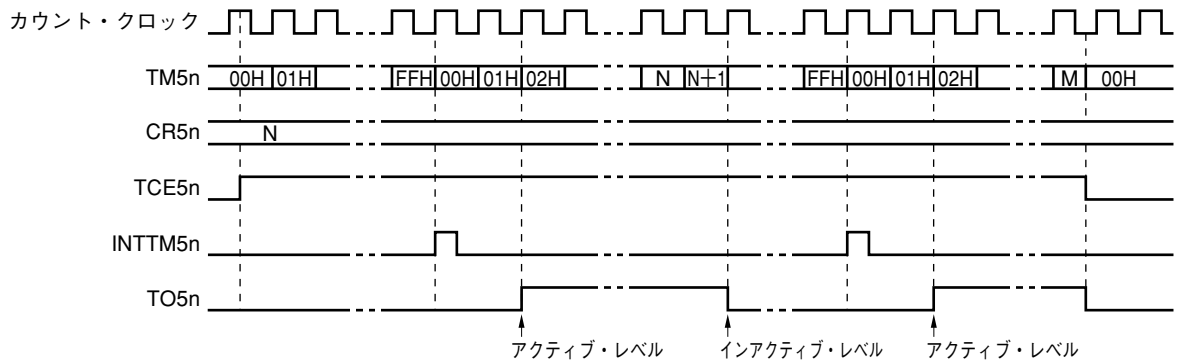 カウント・クロック
TM5n 00H 01H FFH 00H 01H 02H N N+1 FFH 00H 01H 02H M 00H
CR5n N
TCE5n
INTTM5n
TO5n
アクティブ・レベル インアクティブ・レベル アクティブ・レベル